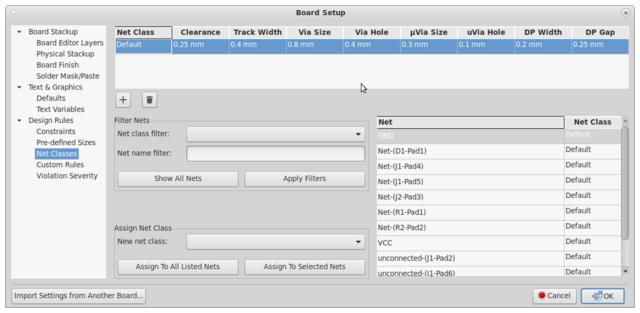 Board Setup
Board Stackup
Board Editor Layers
Physical Stackup
Board Finish
Solder Mask/Paste
Text & Graphics
Defaults
Text Variables
Design Rules
Constraints
Pre-defined Sizes
Net Classes
Custom Rules
Violation Severity
Net Class Clearance Track Width Via Size Via Hole µVia Size uVia Hole DP Width DP Gap
Default 0.25 mm 0.4 mm 0.8 mm 0.4 mm 0.3 mm 0.1 mm 0.2 mm 0.25 mm
Filter Nets
Net class filter:
Net name filter:
Show All Nets Apply Filters
Assign Net Class
New net class:
Assign To All Listed Nets Assign To Selected Nets
Net Net Class
GND Default
Net-(D1-Pad1) Default
Net-(J1-Pad4) Default
Net-(J1-Pad5) Default
Net-(J2-Pad3) Default
Net-(R1-Pad1) Default
Net-(R2-Pad2) Default
VCC Default
unconnected-(J1-Pad2) Default
unconnected-(J1-Pad6) Default
Import Settings from Another Board... Cancel OK